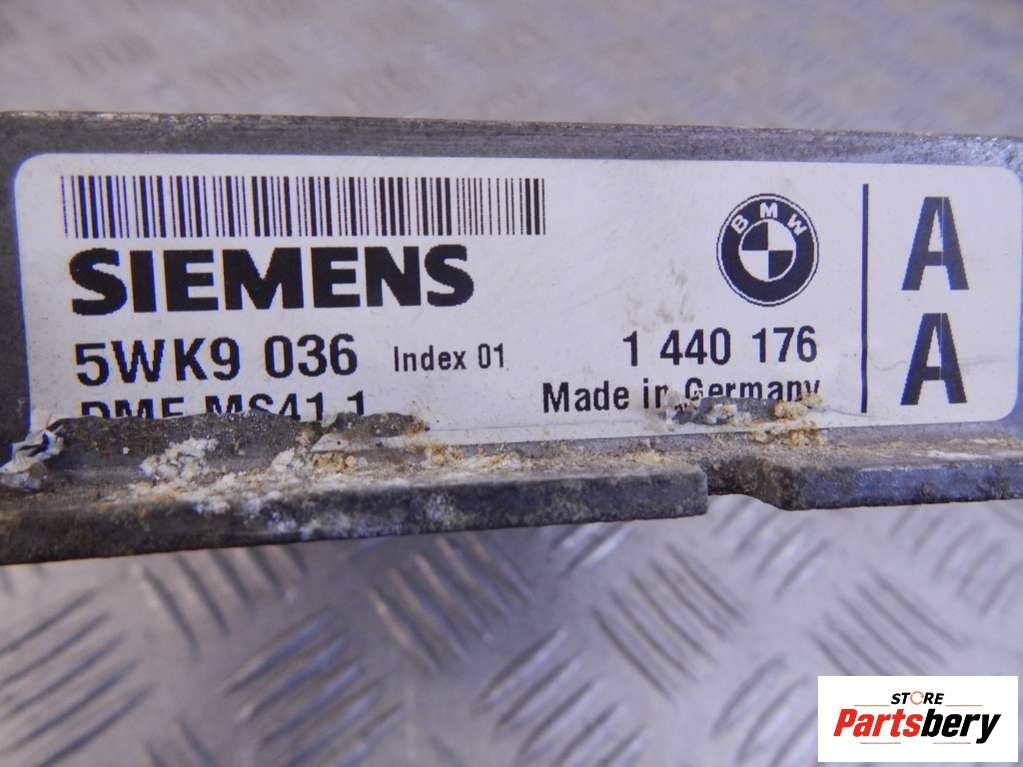 SIEMENS
BMW
A
5WK9 036 Index 01
1 440 176
A
DME MS41.1
Made in Germany
STORE
Partsbery